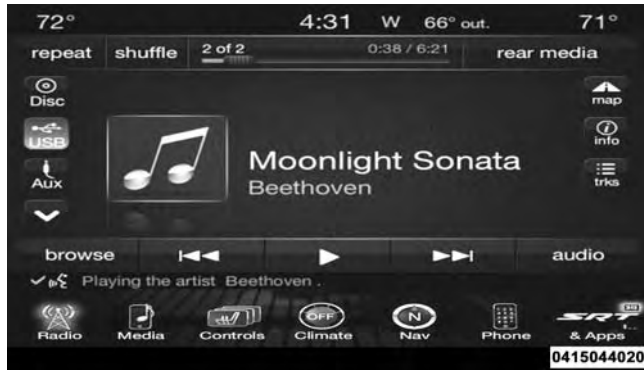 72° 4:31 W 66° out. 71°
repeat shuffle 2 of 2 0:38 / 6:21 rear media
Disc map
USB info
Aux trks
Moonlight Sonata
Beethoven
browse audio
Playing the artist Beethoven .
OFF N
Radio Media Controls Climate Nav Phone SRT & Apps
0415044020